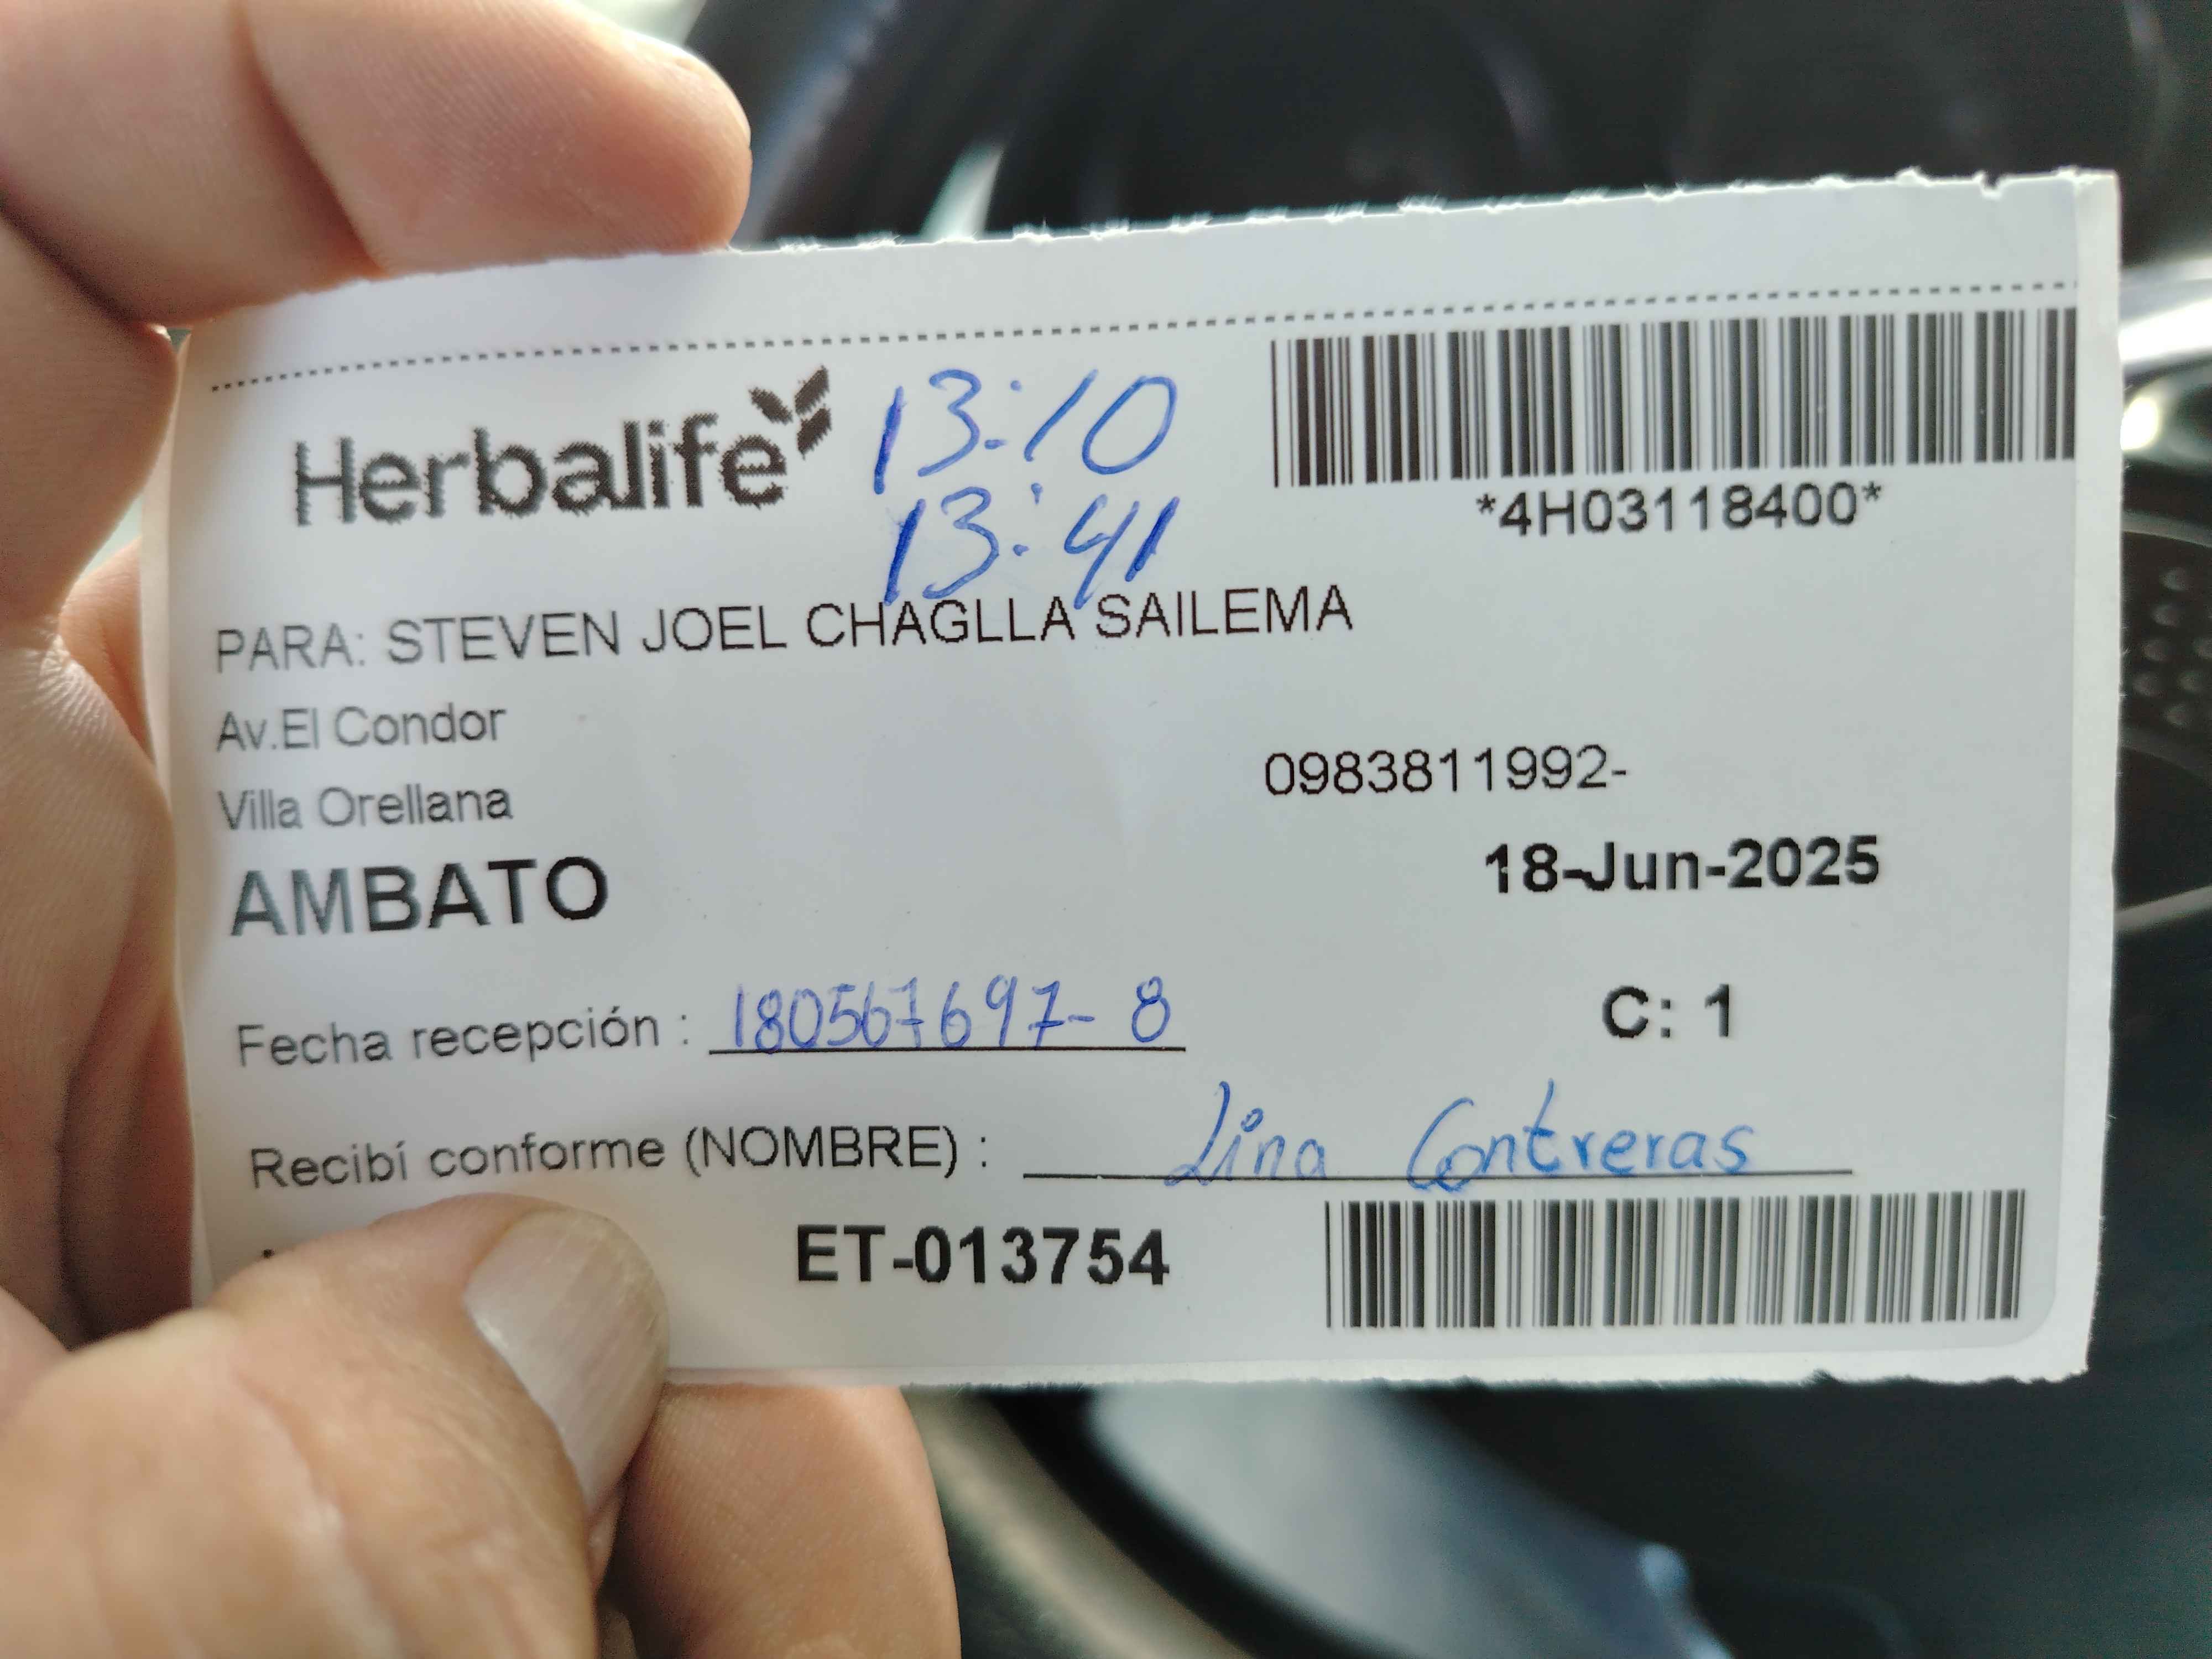 Herbalife
13:10
13:41
*4H03118400*
PARA: STEVEN JOEL CHAGLLA SAILEMA
Av.El Condor
0983811992-
Villa Orellana
18-Jun-2025
AMBATO
Fecha recepción : 180567697-8
C: 1
Recibí conforme (NOMBRE) : Lina Contreras
ET-013754